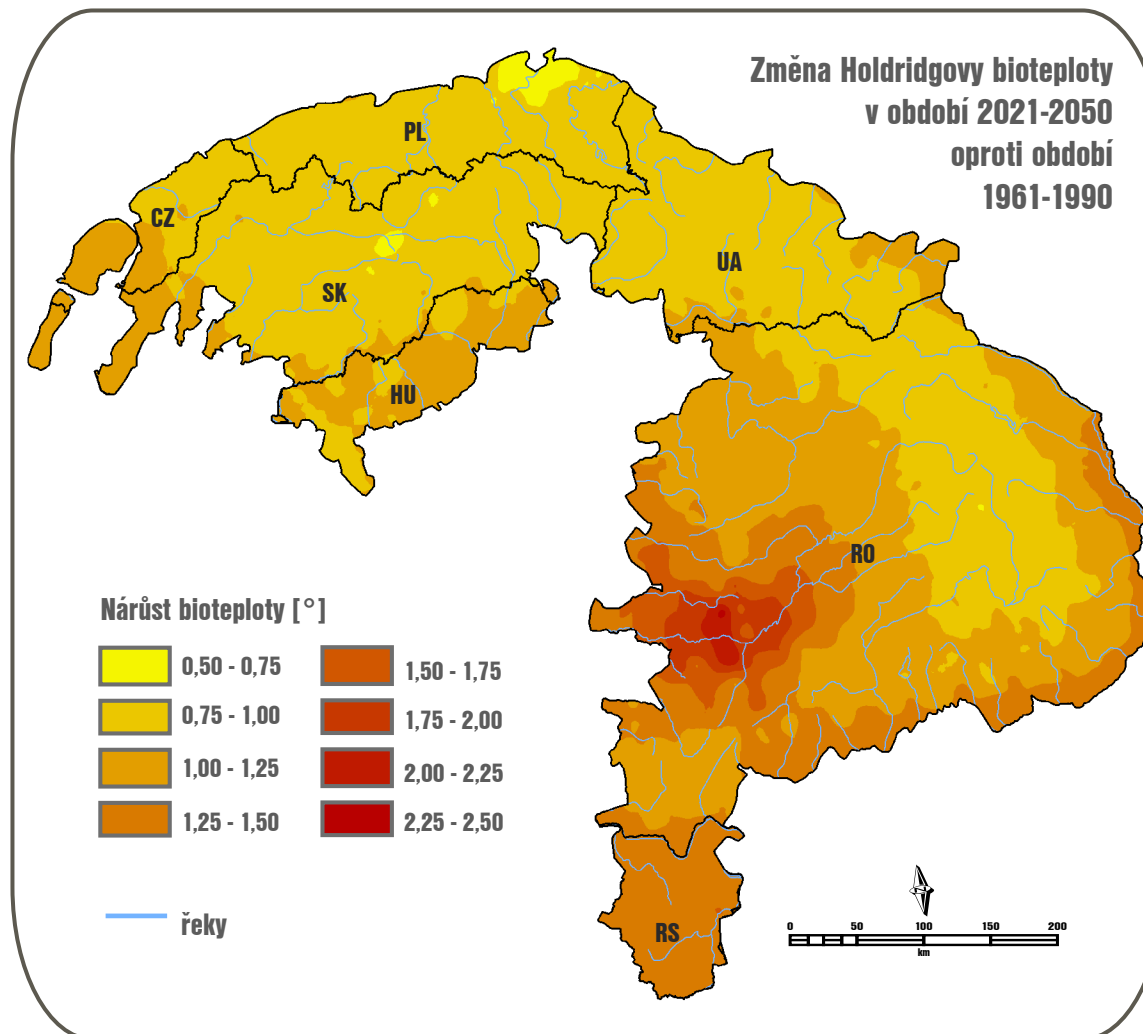 Změna Holdridgovy bioteploty
v období 2021-2050
oproti období
1961-1990
PL
CZ
UA
SK
HU
RO
RS
Nárůst bioteploty [°]
0,50 - 0,75
0,75 - 1,00
1,00 - 1,25
1,25 - 1,50
1,50 - 1,75
1,75 - 2,00
2,00 - 2,25
2,25 - 2,50
řeky
0 50 100 150 200
km